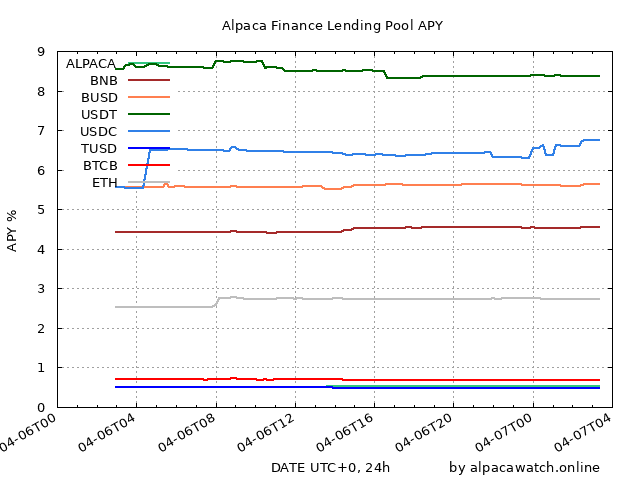 Alpaca Finance Lending Pool APY
9
8
7
6
5
4
3
2
1
0
APY %
ALPACA
BNB
BUSD
USDT
USDC
TUSD
BTCB
ETH
04-06T00
04-06T04
04-06T08
04-06T12
04-06T16
04-06T20
04-07T00
04-07T04
DATE UTC+0, 24h
by alpacawatch.online